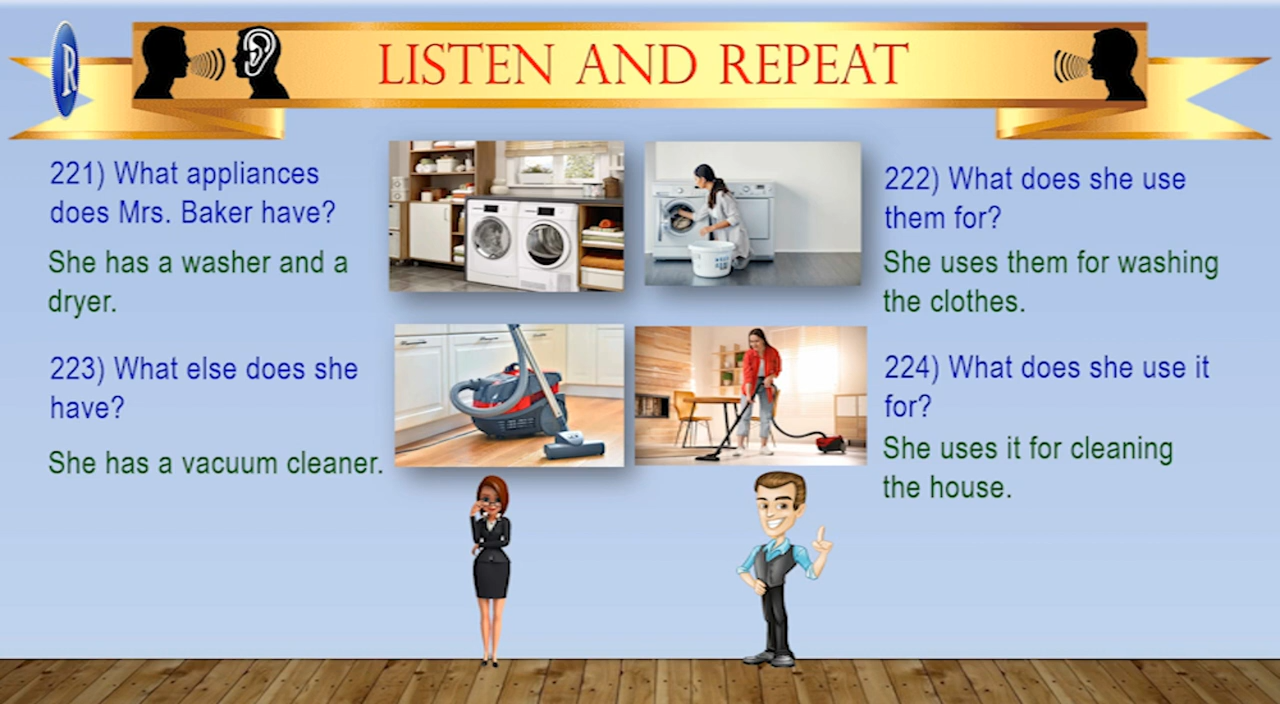 R
LISTEN AND REPEAT
221) What appliances
does Mrs. Baker have?
She has a washer and a
dryer.
222) What does she use
them for?
She uses them for washing
the clothes.
223) What else does she
have?
She has a vacuum cleaner.
224) What does she use it
for?
She uses it for cleaning
the house.